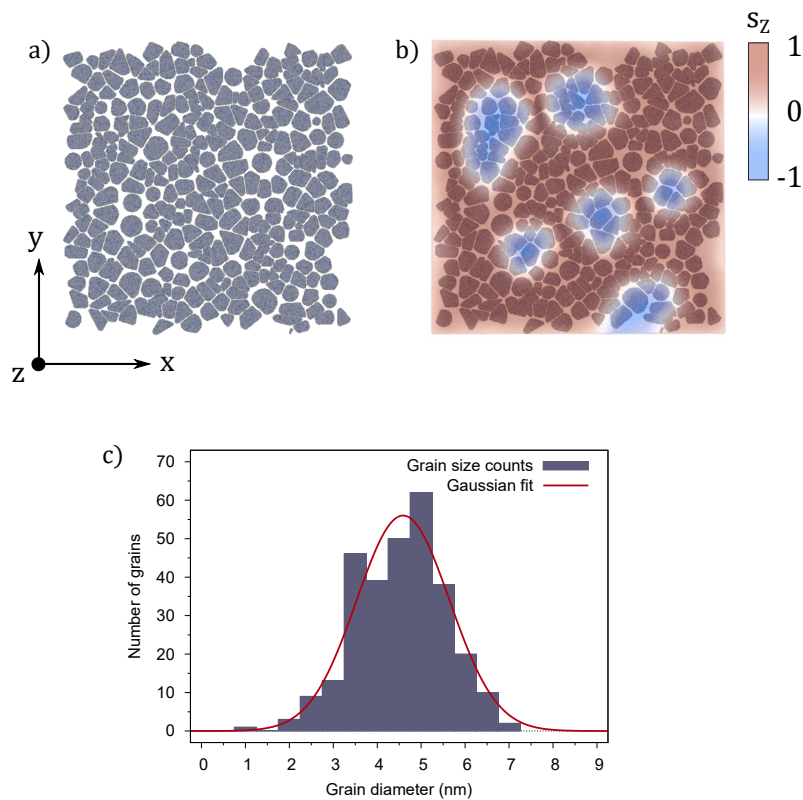 a)
b)
s_Z
1
0
-1
y
x
z
c)
70
60
50
40
30
20
10
0
Number of grains
Grain size counts
Gaussian fit
0 1 2 3 4 5 6 7 8 9
Grain diameter (nm)